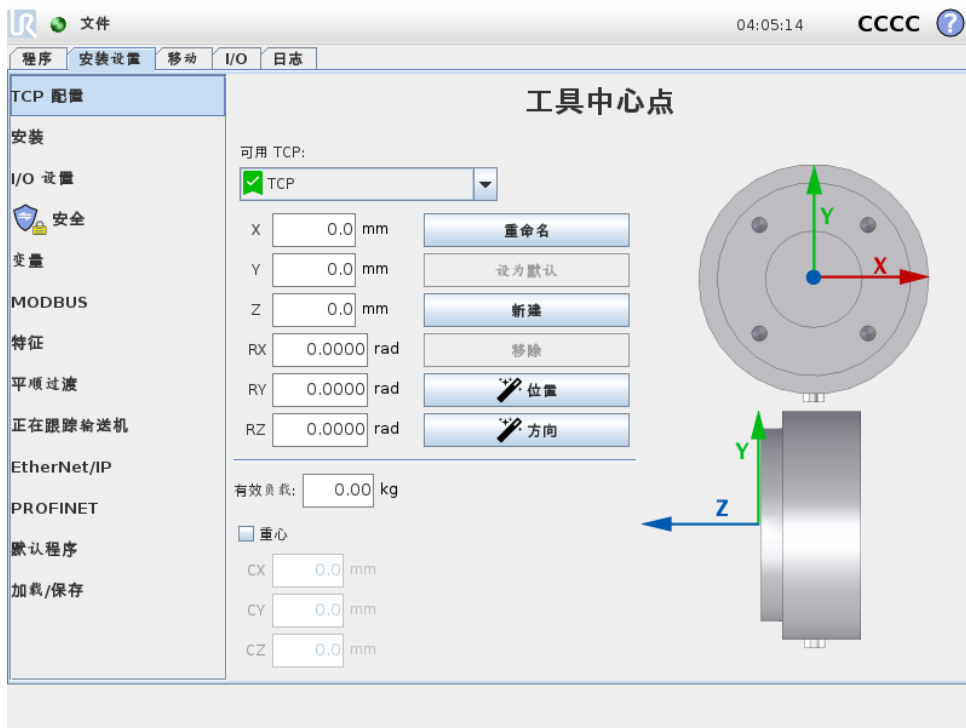 UR 文件 04:05:14 CCCC ?
程序 安装设置 移动 I/O 日志
TCP 配置
安装
I/O 设置
安全
变量
MODBUS
特征
平顺过渡
正在跟踪输送机
EtherNet/IP
PROFINET
默认程序
加载/保存
工具中心点
可用 TCP:
TCP
X 0.0 mm 重命名
Y 0.0 mm 设为默认
Z 0.0 mm 新建
RX 0.0000 rad 移除
RY 0.0000 rad 位置
RZ 0.0000 rad 方向
有效负载: 0.00 kg
重心
CX 0.0 mm
CY 0.0 mm
CZ 0.0 mm
Y
X
Y
Z